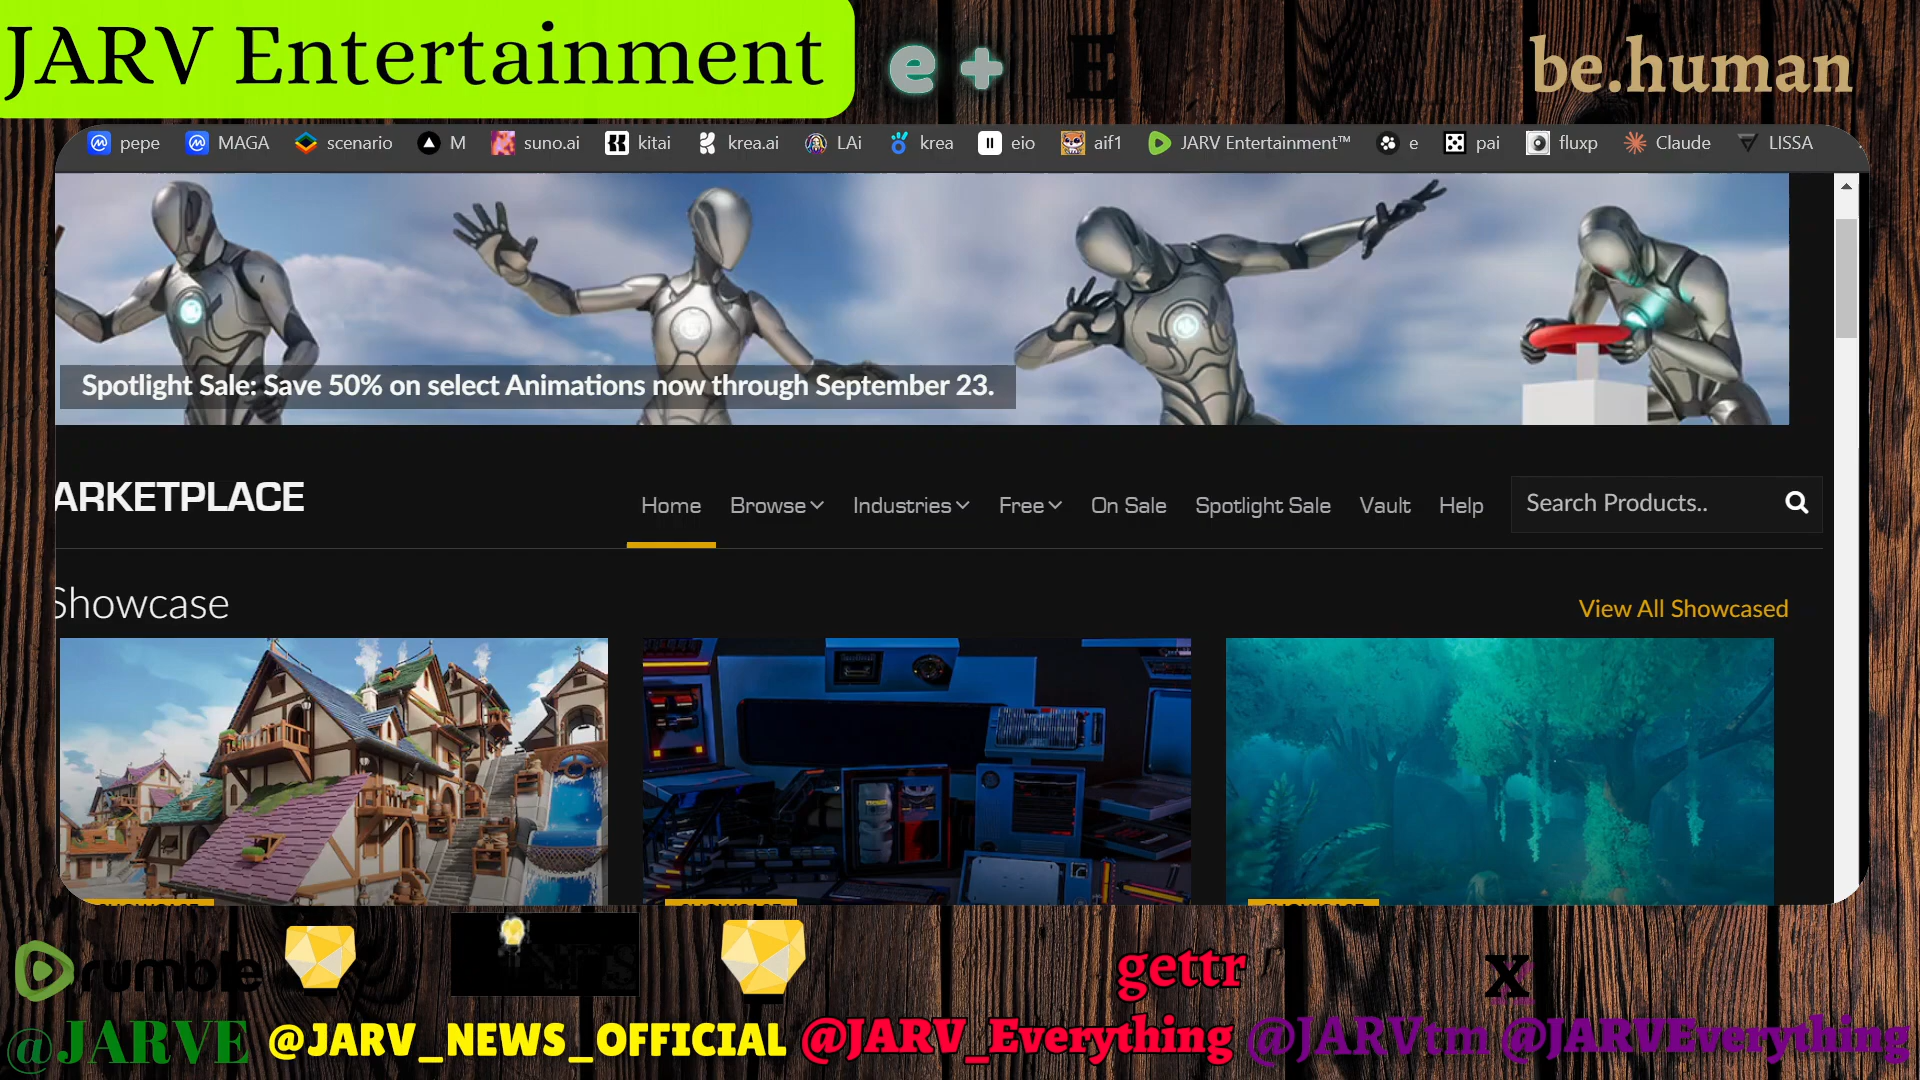 JARV Entertainment
e +
E
be.human
pepe
MAGA
scenario
M
suno.ai
kitai
krea.ai
LAi
krea
eio
aif1
JARV Entertainment™
e
pai
fluxp
Claude
LISSA
Spotlight Sale: Save 50% on select Animations now through September 23.
ARKETPLACE
Home
Browse
Industries
Free
On Sale
Spotlight Sale
Vault
Help
Search Products..
Showcase
View All Showcased
rumble
gettr
X
@JARVE
@JARV_NEWS_OFFICIAL
@JARV_Everything
@JARVtm
@JARVEverything